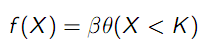 f(X) = βθ(X < K)